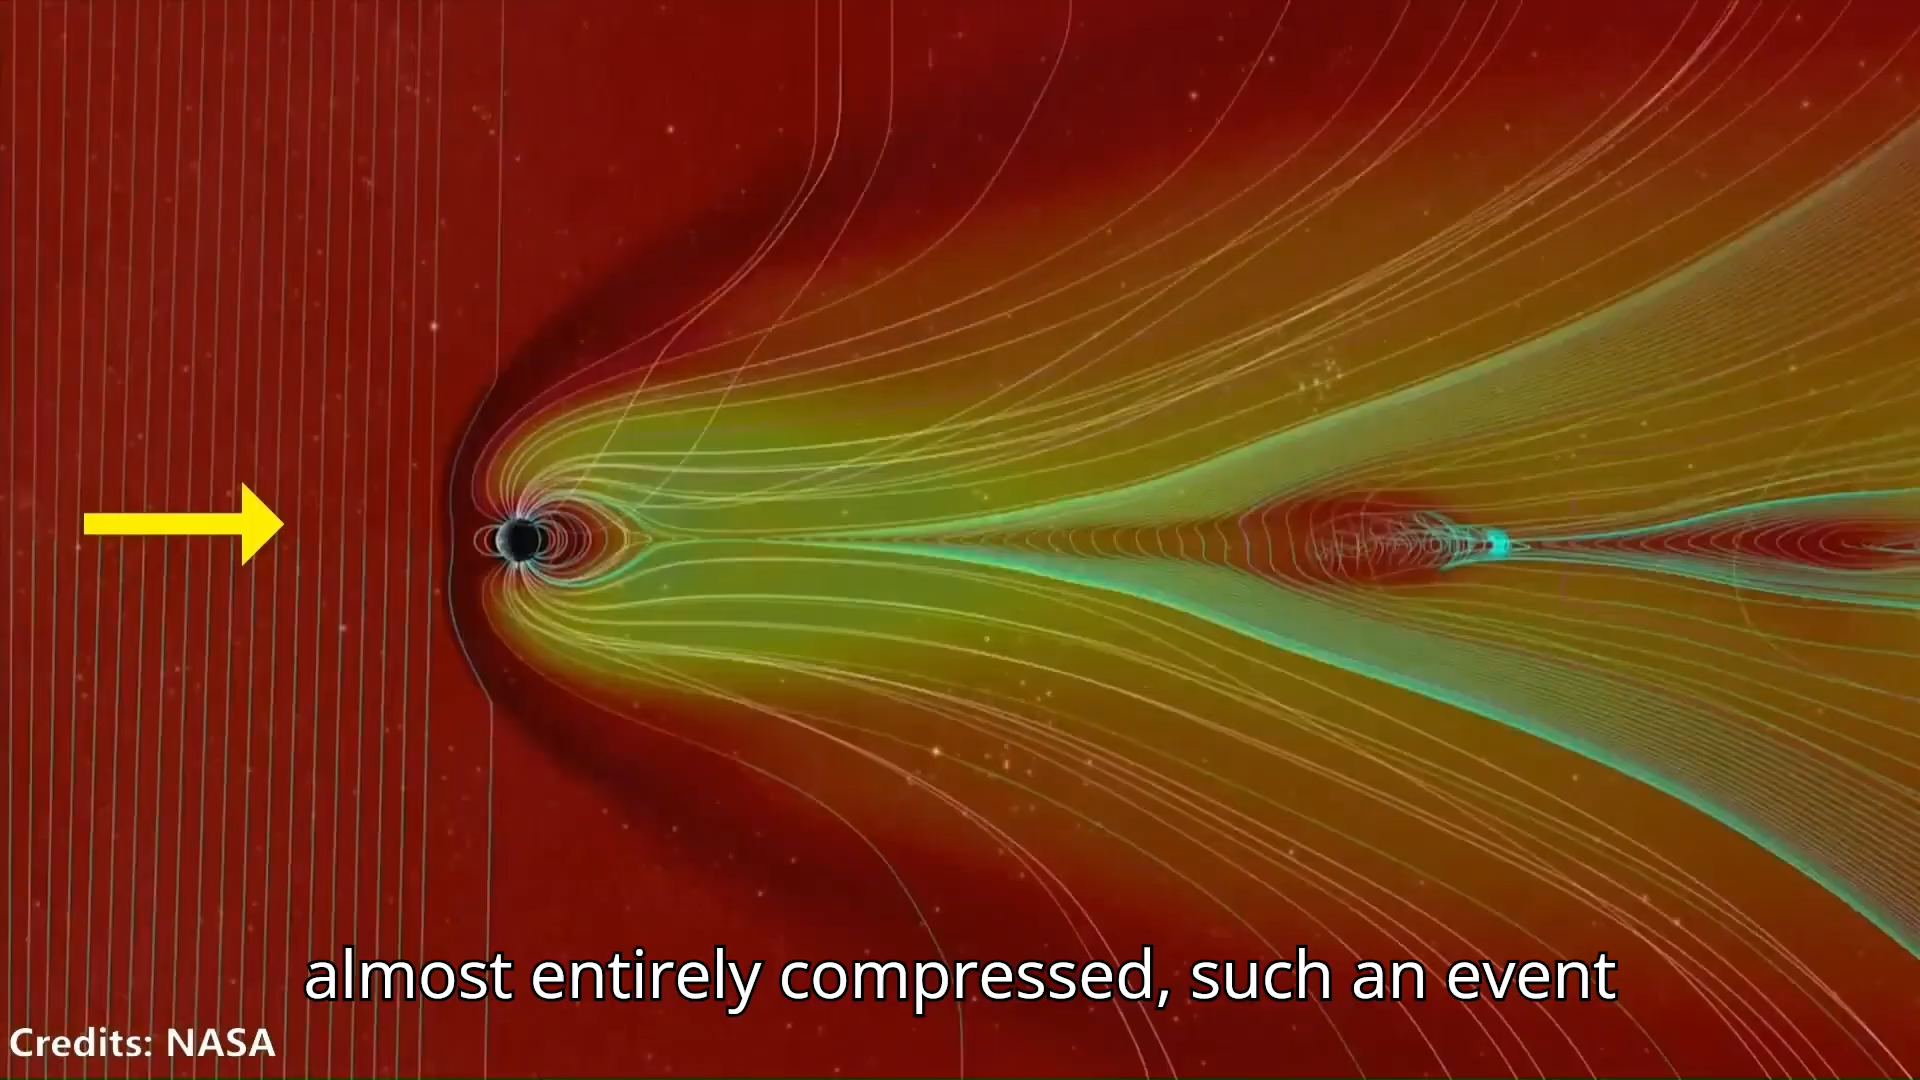 almost entirely compressed, such an event
Credits: NASA